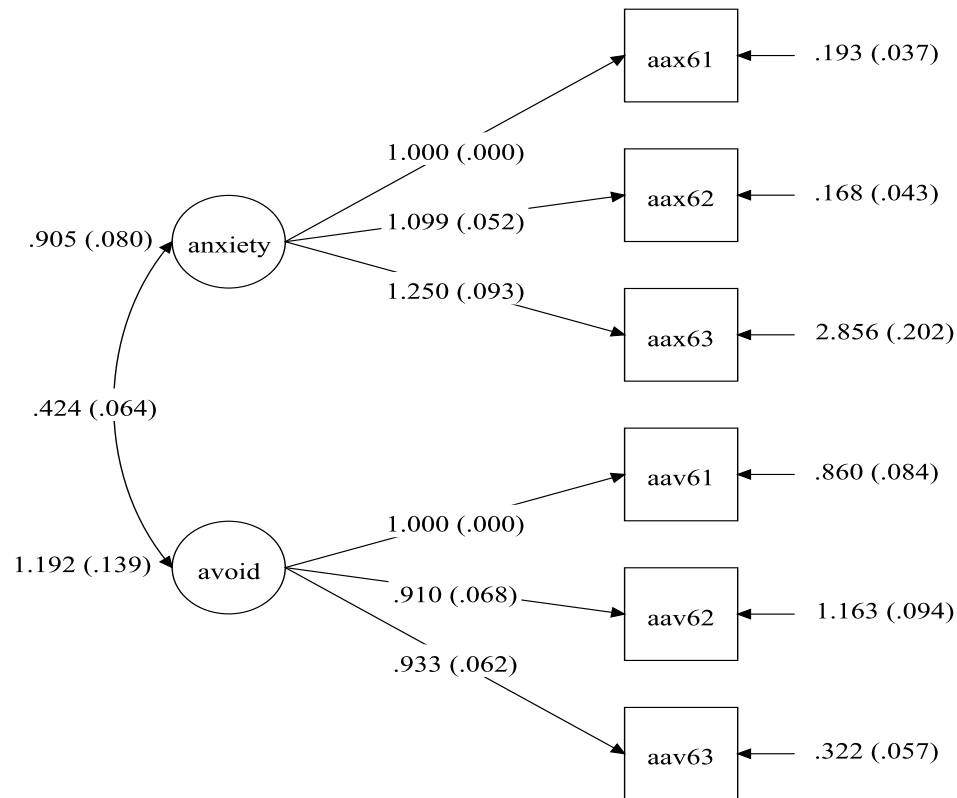 aax61
.193 (.037)
1.000 (.000)
aax62
.168 (.043)
1.099 (.052)
.905 (.080)
anxiety
1.250 (.093)
aax63
2.856 (.202)
.424 (.064)
aav61
.860 (.084)
1.000 (.000)
1.192 (.139)
avoid
.910 (.068)
aav62
1.163 (.094)
.933 (.062)
aav63
.322 (.057)